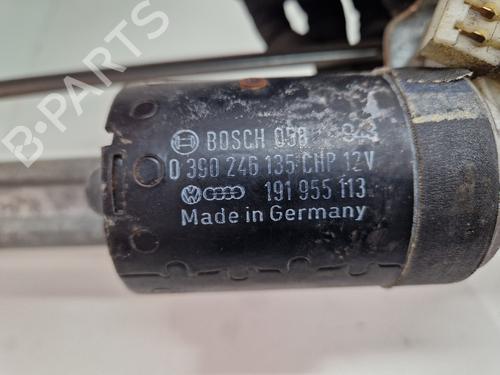 BOSCH 058
0 390 246 135 CHP 12V
191 955 113
Made in Germany
B-PARTS